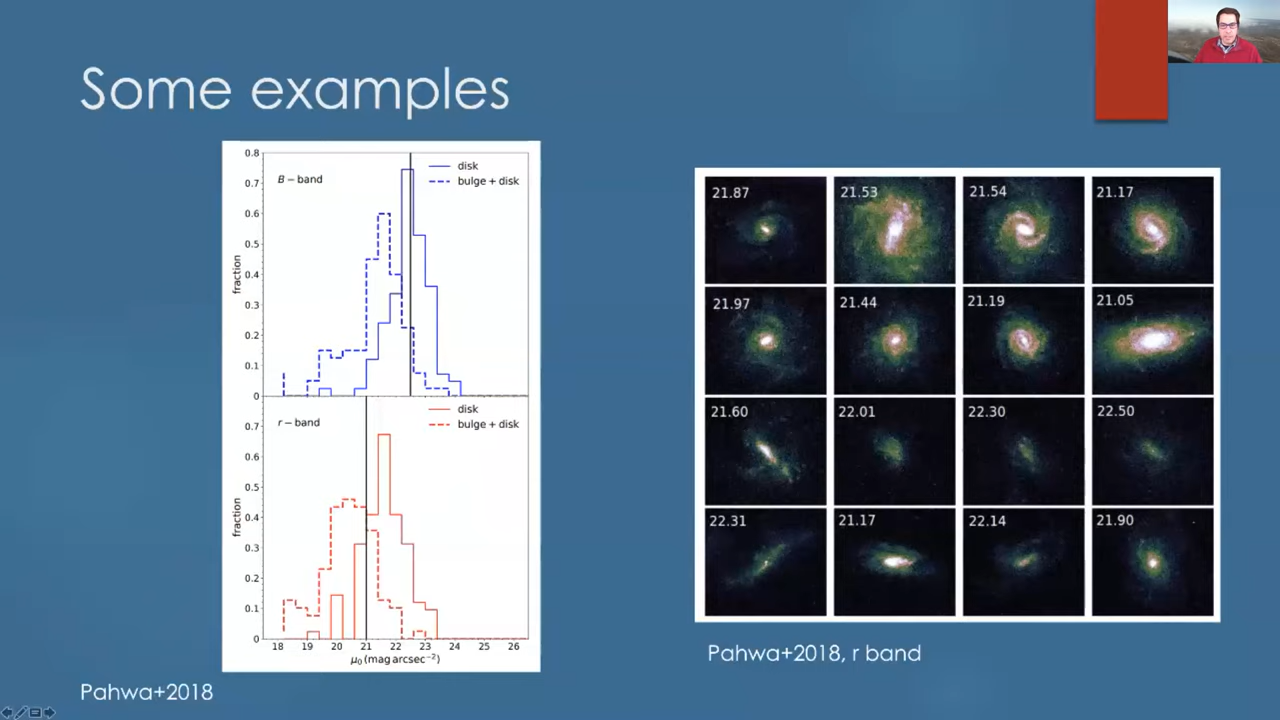 Some examples
0.8
0.7
0.6
0.5
0.4
0.3
0.2
0.1
0
fraction
B − band
disk
bulge + disk
0.7
0.6
0.5
0.4
0.3
0.2
0.1
0
fraction
r − band
disk
bulge + disk
18 19 20 21 22 23 24 25 26
μ₀ (mag arcsec⁻²)
Pahwa+2018
21.87 21.53 21.54 21.17
21.97 21.44 21.19 21.05
21.60 22.01 22.30 22.50
22.31 21.17 22.14 21.90
Pahwa+2018, r band